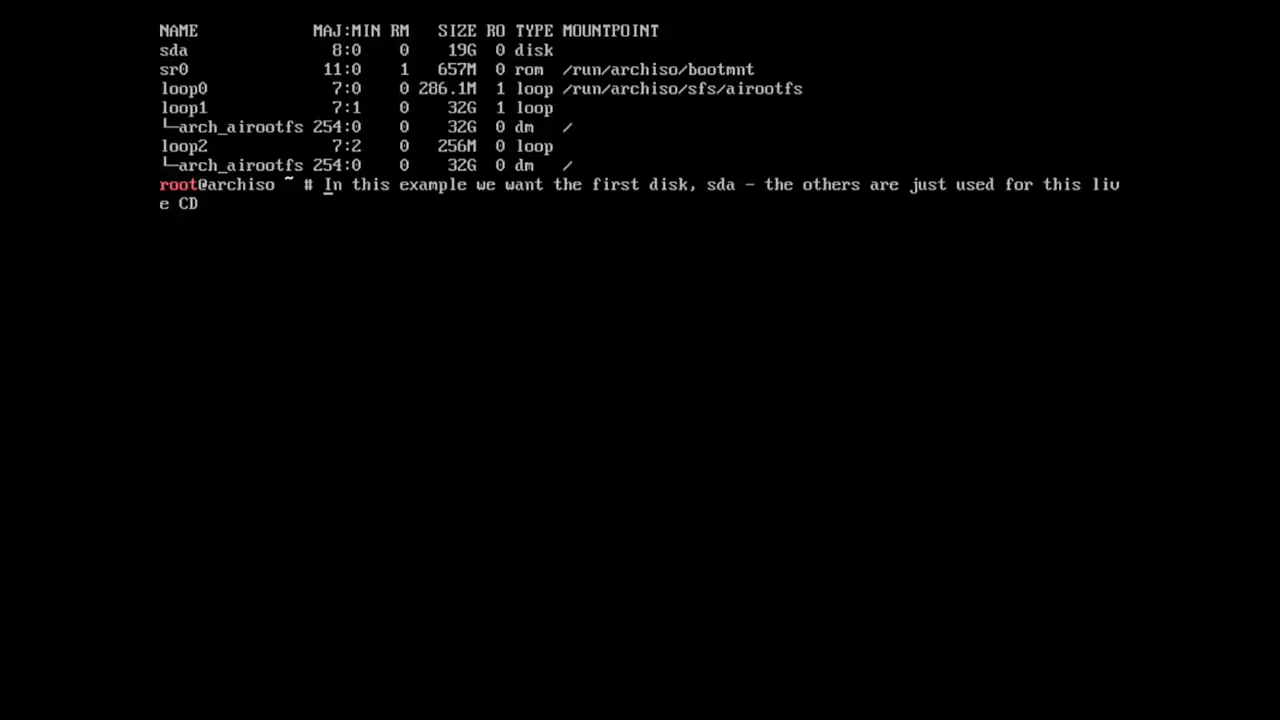 NAME            MAJ:MIN RM   SIZE RO TYPE MOUNTPOINT
sda               8:0    0    19G  0 disk
sr0              11:0    1   657M  0 rom  /run/archiso/bootmnt
loop0             7:0    0 286.1M  1 loop /run/archiso/sfs/airootfs
loop1             7:1    0    32G  1 loop
└─arch_airootfs 254:0    0    32G  0 dm   /
loop2             7:2    0   256M  0 loop
└─arch_airootfs 254:0    0    32G  0 dm   /
root@archiso ~ # In this example we want the first disk, sda - the others are just used for this liv
e CD